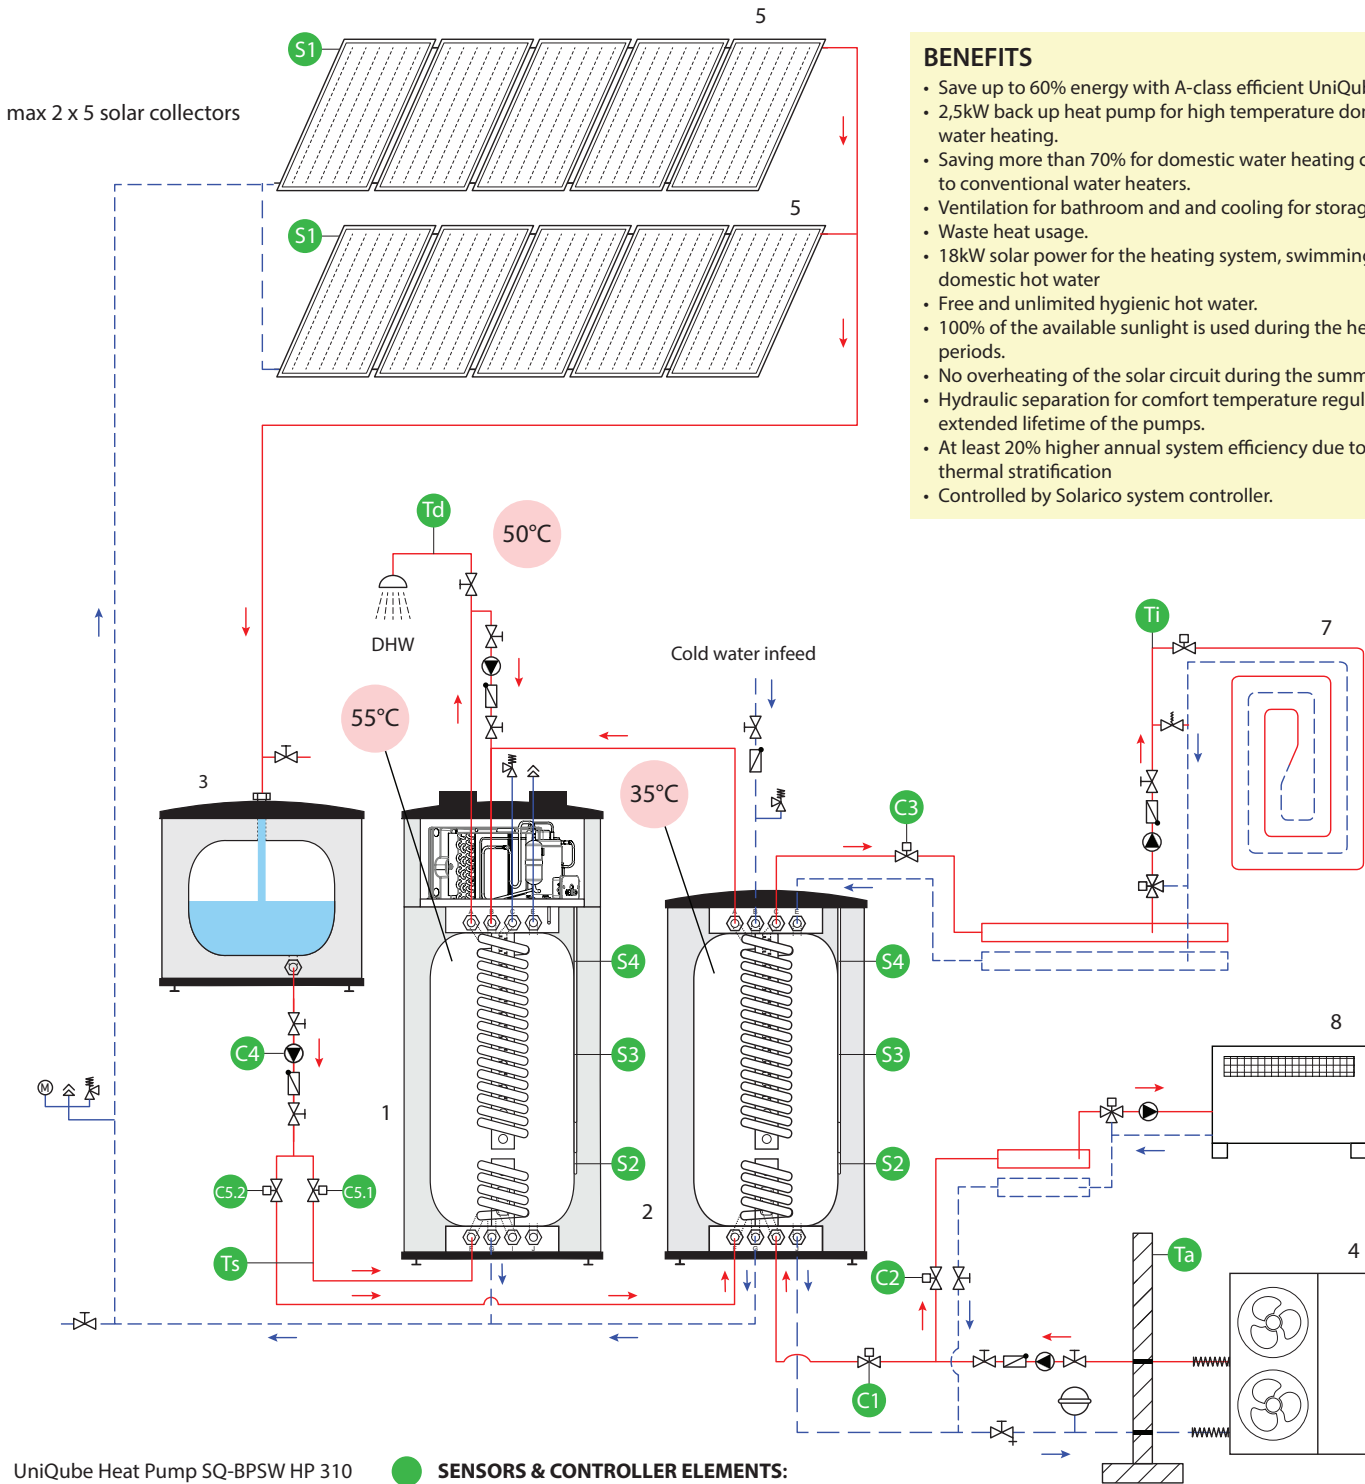 5
S1
max 2 x 5 solar collectors
5
S1
BENEFITS
• Save up to 60% energy with A-class efficient
• 2,5kW back up heat pump for high temperature
water heating.
• Saving more than 70% for domestic water heating
to conventional water heaters.
• Ventilation for bathroom and and cooling for
• Waste heat usage.
• 18kW solar power for the heating system,
domestic hot water
• Free and unlimited hygienic hot water.
• 100% of the available sunlight is used during the
periods.
• No overheating of the solar circuit during the
• Hydraulic separation for comfort temperature
extended lifetime of the pumps.
• At least 20% higher annual system efficiency due to
thermal stratification
• Controlled by Solarico system controller.
Td
50°C
DHW
Cold water infeed
Ti
7
55°C
35°C
3
C3
A B C E
A B C E
S4
S4
C4
S3
S3
8
M
1
S2
S2
C5.2
C5.1
2
F G I J
F G I J
Ts
C2
Ta
4
C1
UniQube Heat Pump SQ-BPSW HP 310
SENSORS & CONTROLLER ELEMENTS: